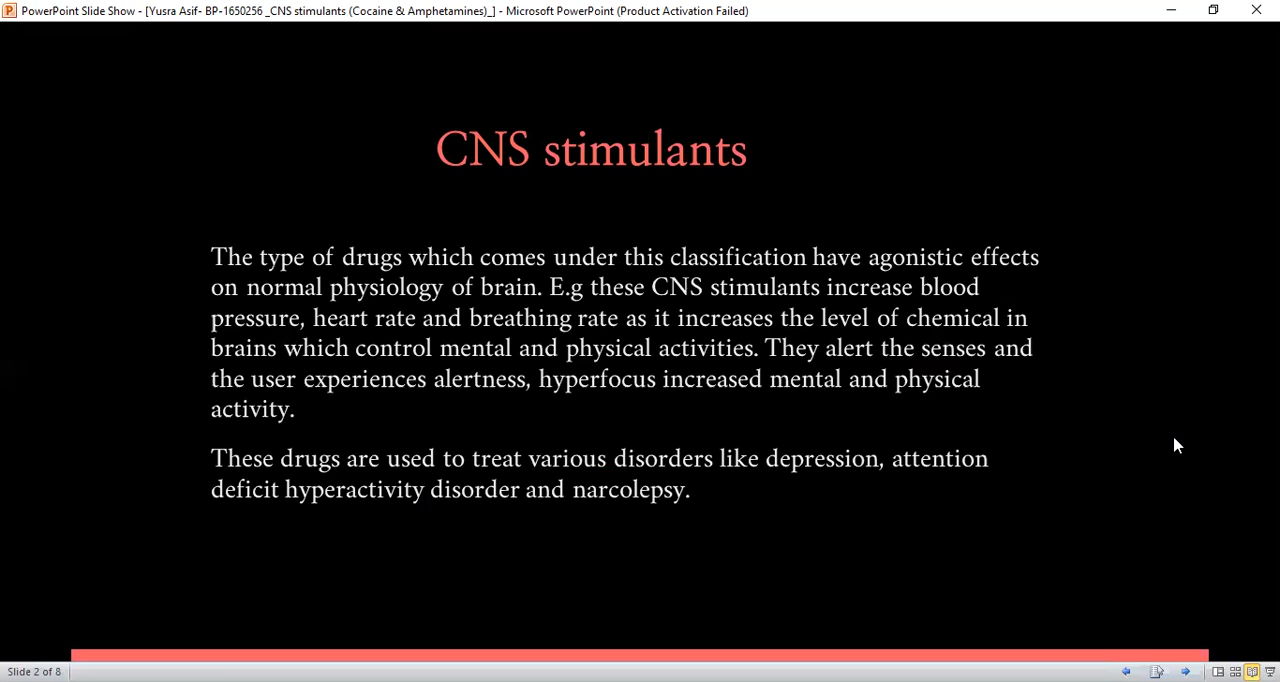 PowerPoint Slide Show - [Yusra Asif- BP-1650256 _CNS stimulants (Cocaine & Amphetamines)_] - Microsoft PowerPoint (Product Activation Failed)
CNS stimulants
The type of drugs which comes under this classification have agonistic effects
on normal physiology of brain. E.g these CNS stimulants increase blood
pressure, heart rate and breathing rate as it increases the level of chemical in
brains which control mental and physical activities. They alert the senses and
the user experiences alertness, hyperfocus increased mental and physical
activity.
These drugs are used to treat various disorders like depression, attention
deficit hyperactivity disorder and narcolepsy.
Slide 2 of 8